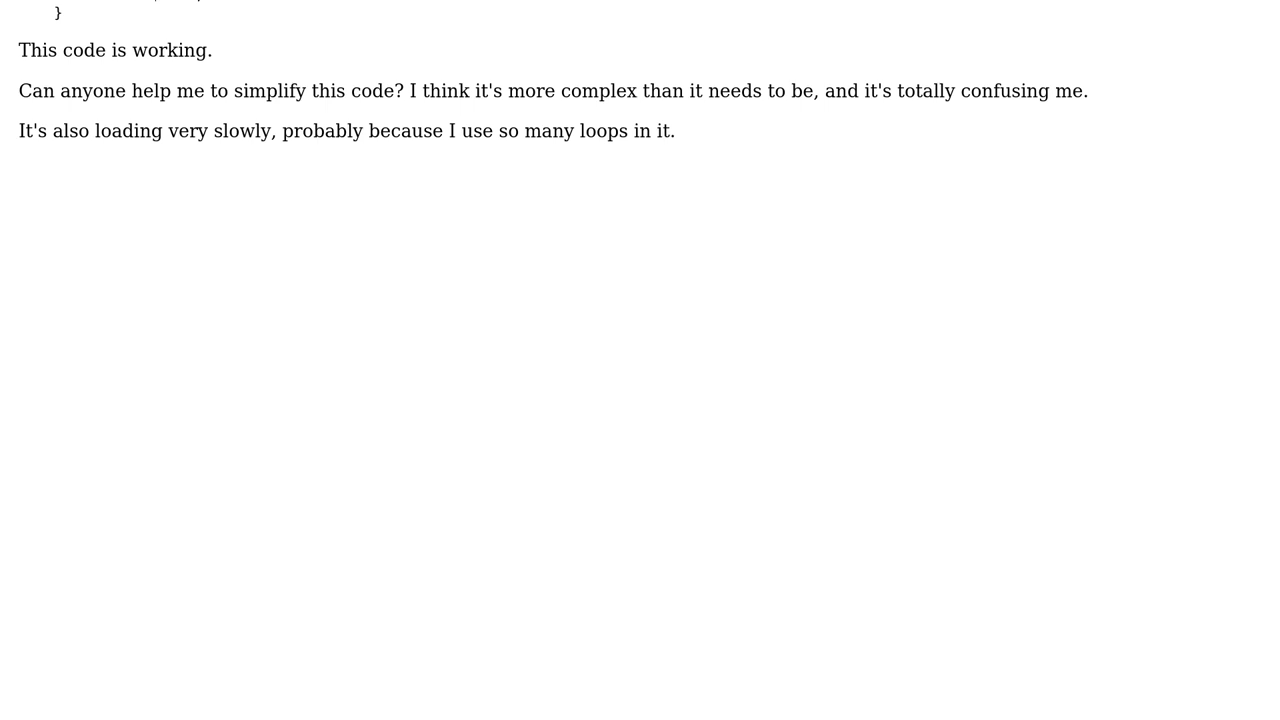 }
This code is working.
Can anyone help me to simplify this code? I think it's more complex than it needs to be, and it's totally confusing me.
It's also loading very slowly, probably because I use so many loops in it.